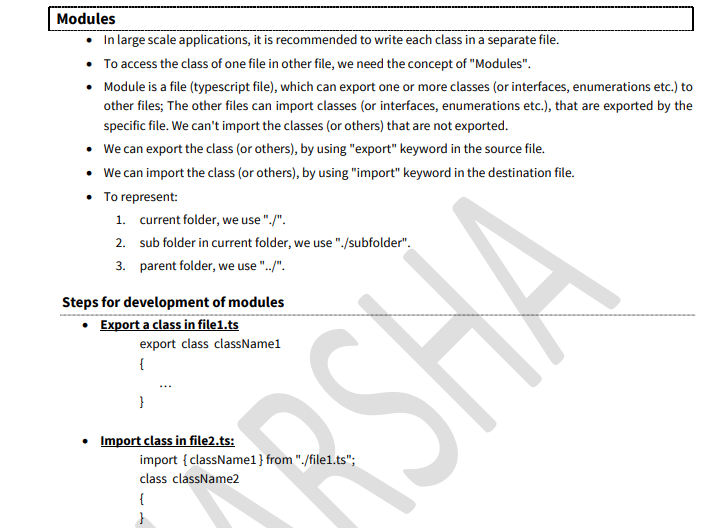 Modules
• In large scale applications, it is recommended to write each class in a separate file.
• To access the class of one file in other file, we need the concept of "Modules".
• Module is a file (typescript file), which can export one or more classes (or interfaces, enumerations etc.) to
other files; The other files can import classes (or interfaces, enumerations etc.), that are exported by the
specific file. We can't import the classes (or others) that are not exported.
• We can export the class (or others), by using "export" keyword in the source file.
• We can import the class (or others), by using "import" keyword in the destination file.
• To represent:
1. current folder, we use "./".
2. sub folder in current folder, we use "./subfolder".
3. parent folder, we use "../".
Steps for development of modules
• Export a class in file1.ts
export class className1
{
...
}
• Import class in file2.ts:
import { className1 } from "./file1.ts";
class className2
{
}
ARSHA